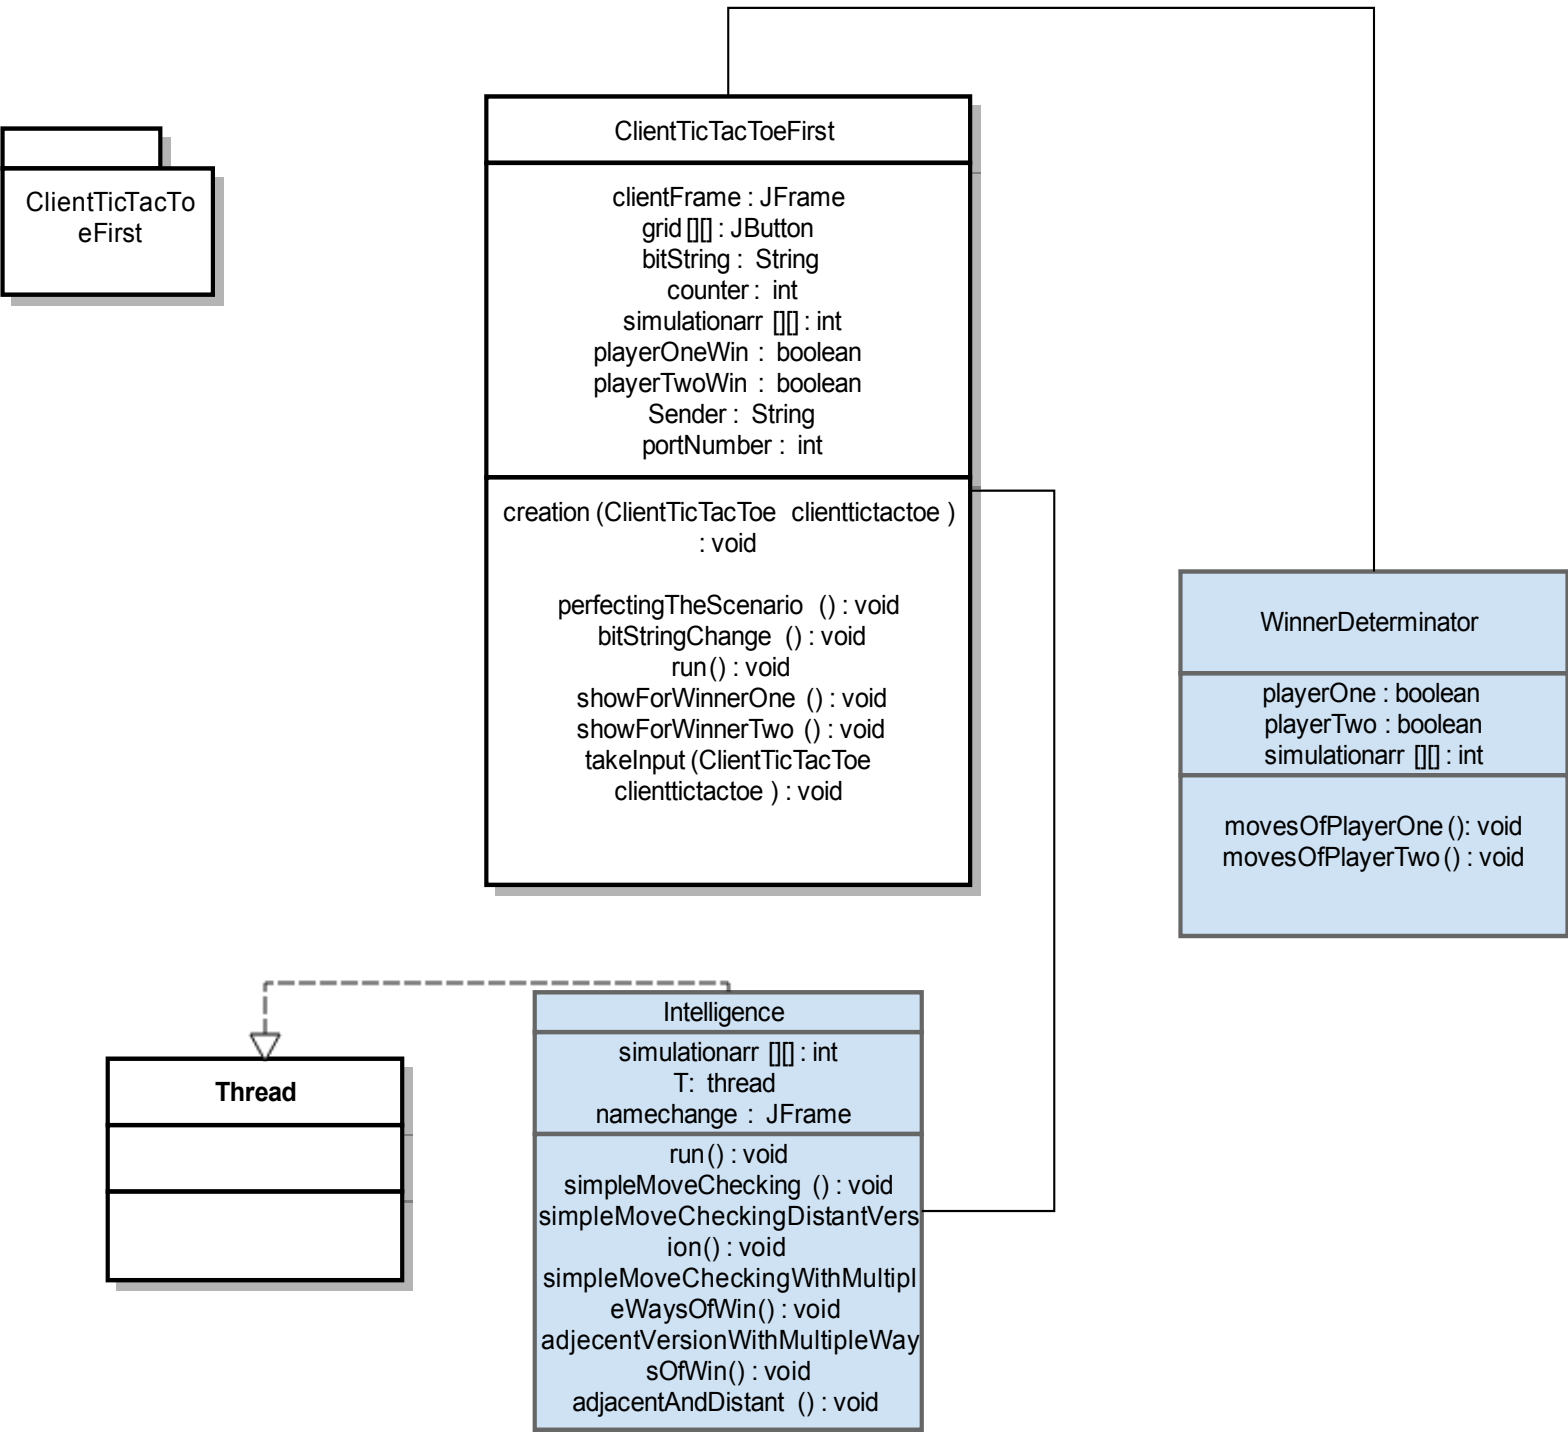 ClientTicTacTo
eFirst
ClientTicTacToeFirst
clientFrame : JFrame
grid [][] : JButton
bitString : String
counter : int
simulationarr [][] : int
playerOneWin : boolean
playerTwoWin : boolean
Sender : String
portNumber : int
creation (ClientTicTacToe clienttictactoe )
: void
perfectingTheScenario () : void
bitStringChange () : void
run() : void
showForWinnerOne () : void
showForWinnerTwo () : void
takeInput (ClientTicTacToe
clienttictactoe ) : void
WinnerDeterminator
playerOne : boolean
playerTwo : boolean
simulationarr [][] : int
movesOfPlayerOne (): void
movesOfPlayerTwo () : void
Thread
Intelligence
simulationarr [][] : int
T: thread
namechange : JFrame
run() : void
simpleMoveChecking () : void
simpleMoveCheckingDistantVers
ion() : void
simpleMoveCheckingWithMultipl
eWaysOfWin() : void
adjecentVersionWithMultipleWay
sOfWin() : void
adjacentAndDistant () : void